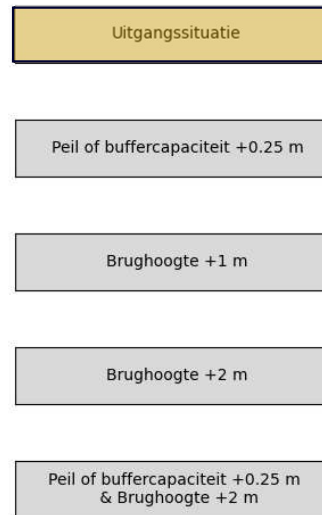 Uitgangssituatie
Peil of buffercapaciteit +0.25 m
Brughoogte +1 m
Brughoogte +2 m
Peil of buffercapaciteit +0.25 m
& Brughoogte +2 m